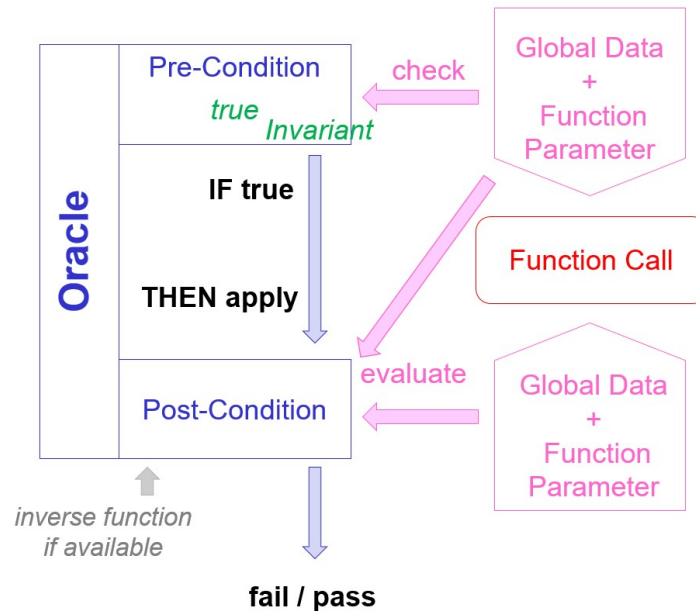 Oracle
Pre-Condition
true
Invariant
check
Global Data
+
Function
Parameter
IF true
THEN apply
Function Call
evaluate
Post-Condition
Global Data
+
Function
Parameter
inverse function
if available
fail / pass